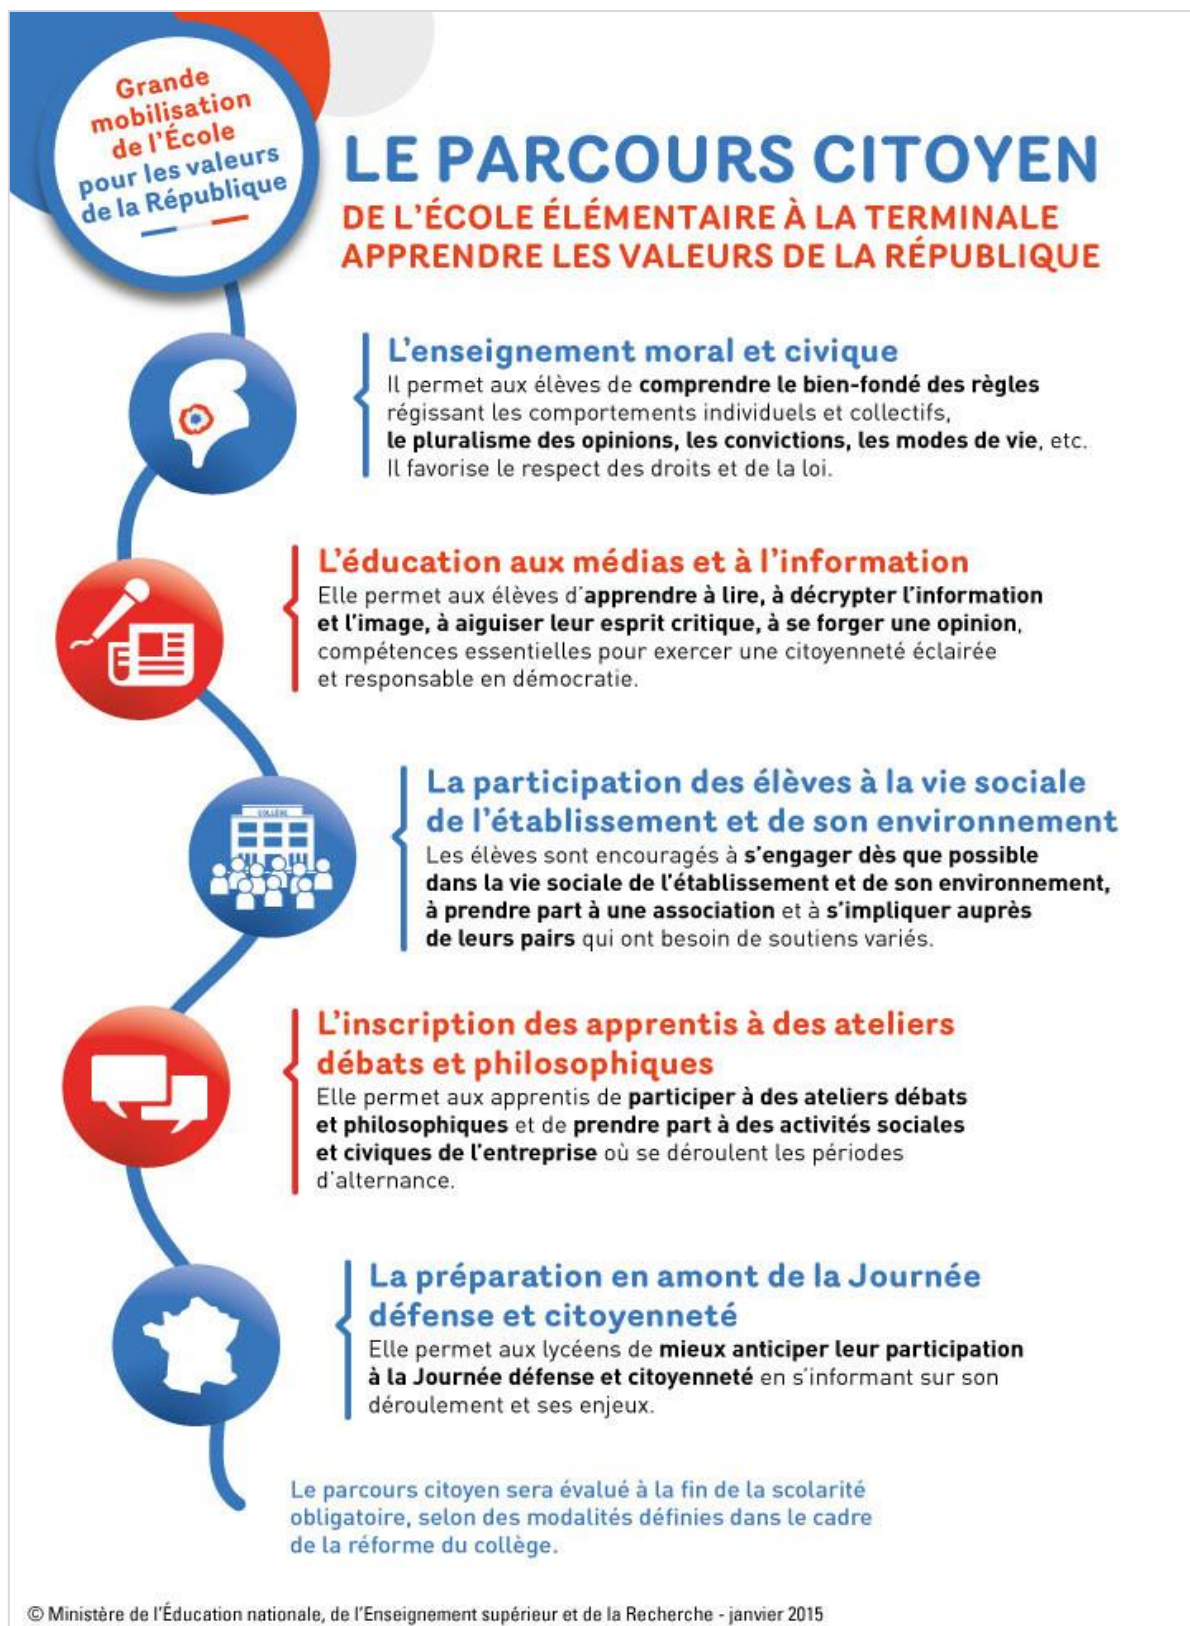 Grande
mobilisation
de l'École
pour les valeurs
de la République
LE PARCOURS CITOYEN
DE L'ÉCOLE ÉLÉMENTAIRE À LA TERMINALE
APPRENDRE LES VALEURS DE LA RÉPUBLIQUE
L'enseignement moral et civique
Il permet aux élèves de comprendre le bien-fondé des règles
régissant les comportements individuels et collectifs,
le pluralisme des opinions, les convictions, les modes de vie, etc.
Il favorise le respect des droits et de la loi.
L'éducation aux médias et à l'information
Elle permet aux élèves d'apprendre à lire, à décrypter l'information
et l'image, à aiguiser leur esprit critique, à se forger une opinion,
compétences essentielles pour exercer une citoyenneté éclairée
et responsable en démocratie.
COLLÈGE
La participation des élèves à la vie sociale
de l'établissement et de son environnement
Les élèves sont encouragés à s'engager dès que possible
dans la vie sociale de l'établissement et de son environnement,
à prendre part à une association et à s'impliquer auprès
de leurs pairs qui ont besoin de soutiens variés.
L'inscription des apprentis à des ateliers
débats et philosophiques
Elle permet aux apprentis de participer à des ateliers débats
et philosophiques et de prendre part à des activités sociales
et civiques de l'entreprise où se déroulent les périodes
d'alternance.
La préparation en amont de la Journée
défense et citoyenneté
Elle permet aux lycéens de mieux anticiper leur participation
à la Journée défense et citoyenneté en s'informant sur son
déroulement et ses enjeux.
Le parcours citoyen sera évalué à la fin de la scolarité
obligatoire, selon des modalités définies dans le cadre
de la réforme du collège.
© Ministère de l'Éducation nationale, de l'Enseignement supérieur et de la Recherche - janvier 2015